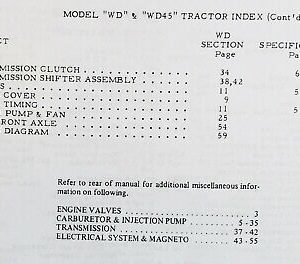 MODEL "WD" & "WD45" TRACTOR INDEX (Cont'd
WD
CT SECTION SPECIFIC
Page P
MISSION CLUTCH 34 6
MISSION SHIFTER ASSEMBLY 38,42
S 11 5
COVER 9
TIMING 11 5
PUMP & FAN 25
FRONT AXLE 54
DIAGRAM 59
Refer to rear of manual for additional miscellaneous infor-
mation on following.
ENGINE VALVES 3
CARBURETOR & INJECTION PUMP 5 - 35
TRANSMISSION 37 - 42
ELECTRICAL SYSTEM & MAGNETO 43 - 55